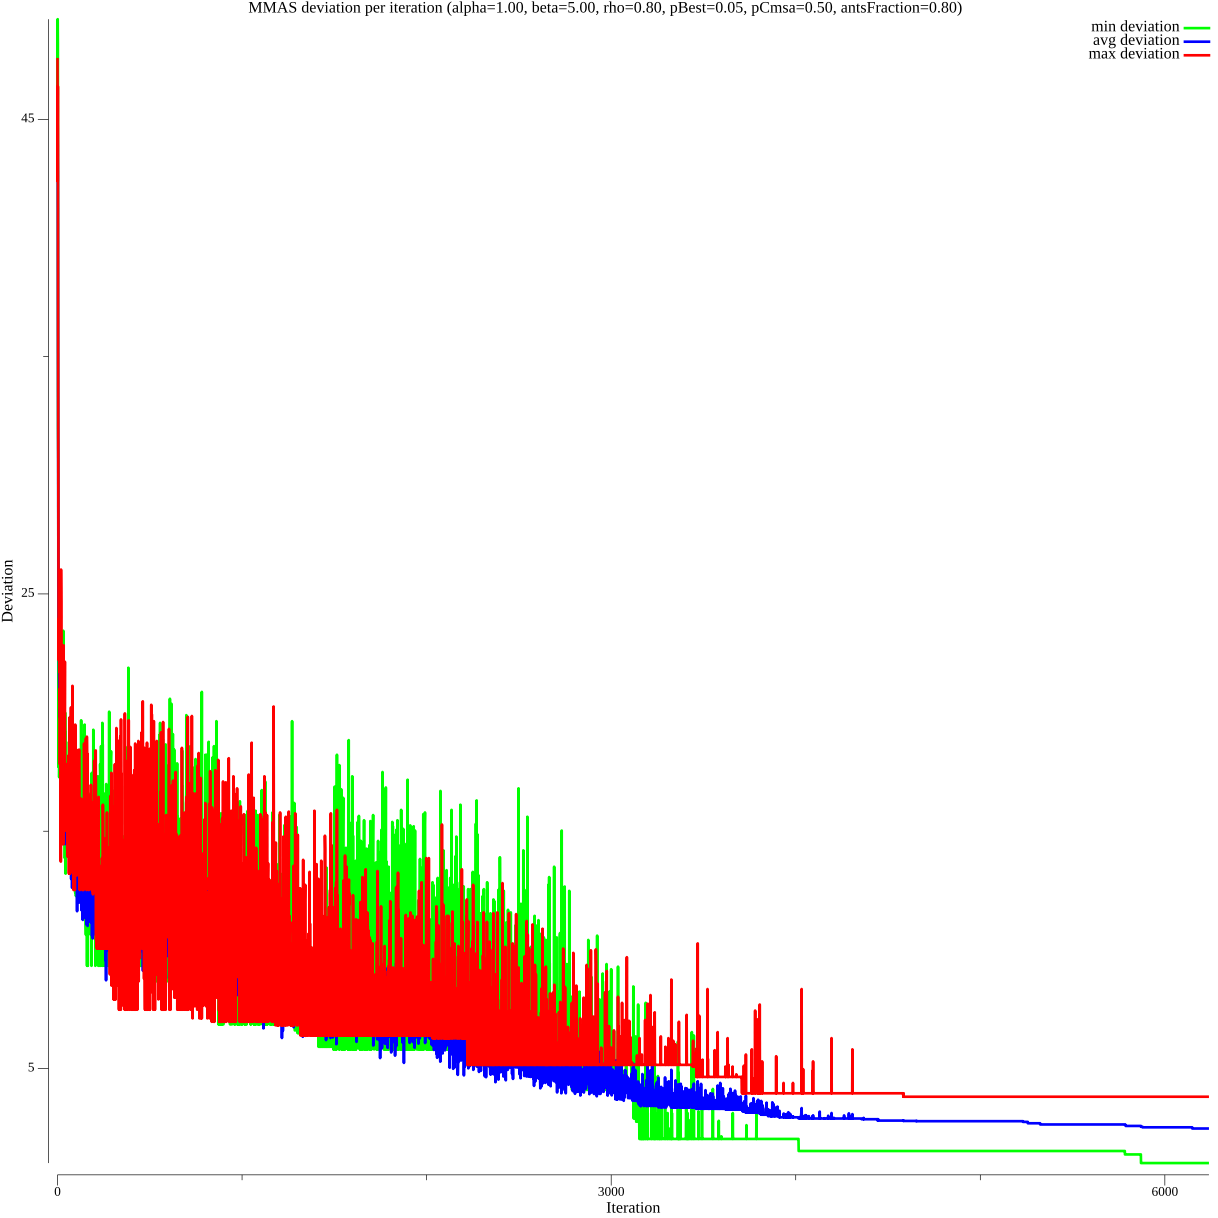 MMAS deviation per iteration (alpha=1.00, beta=5.00, rho=0.80, pBest=0.05, pCmsa=0.50, antsFraction=0.80)
min deviation
avg deviation
max deviation
45
25
5
Deviation
0
3000
6000
Iteration